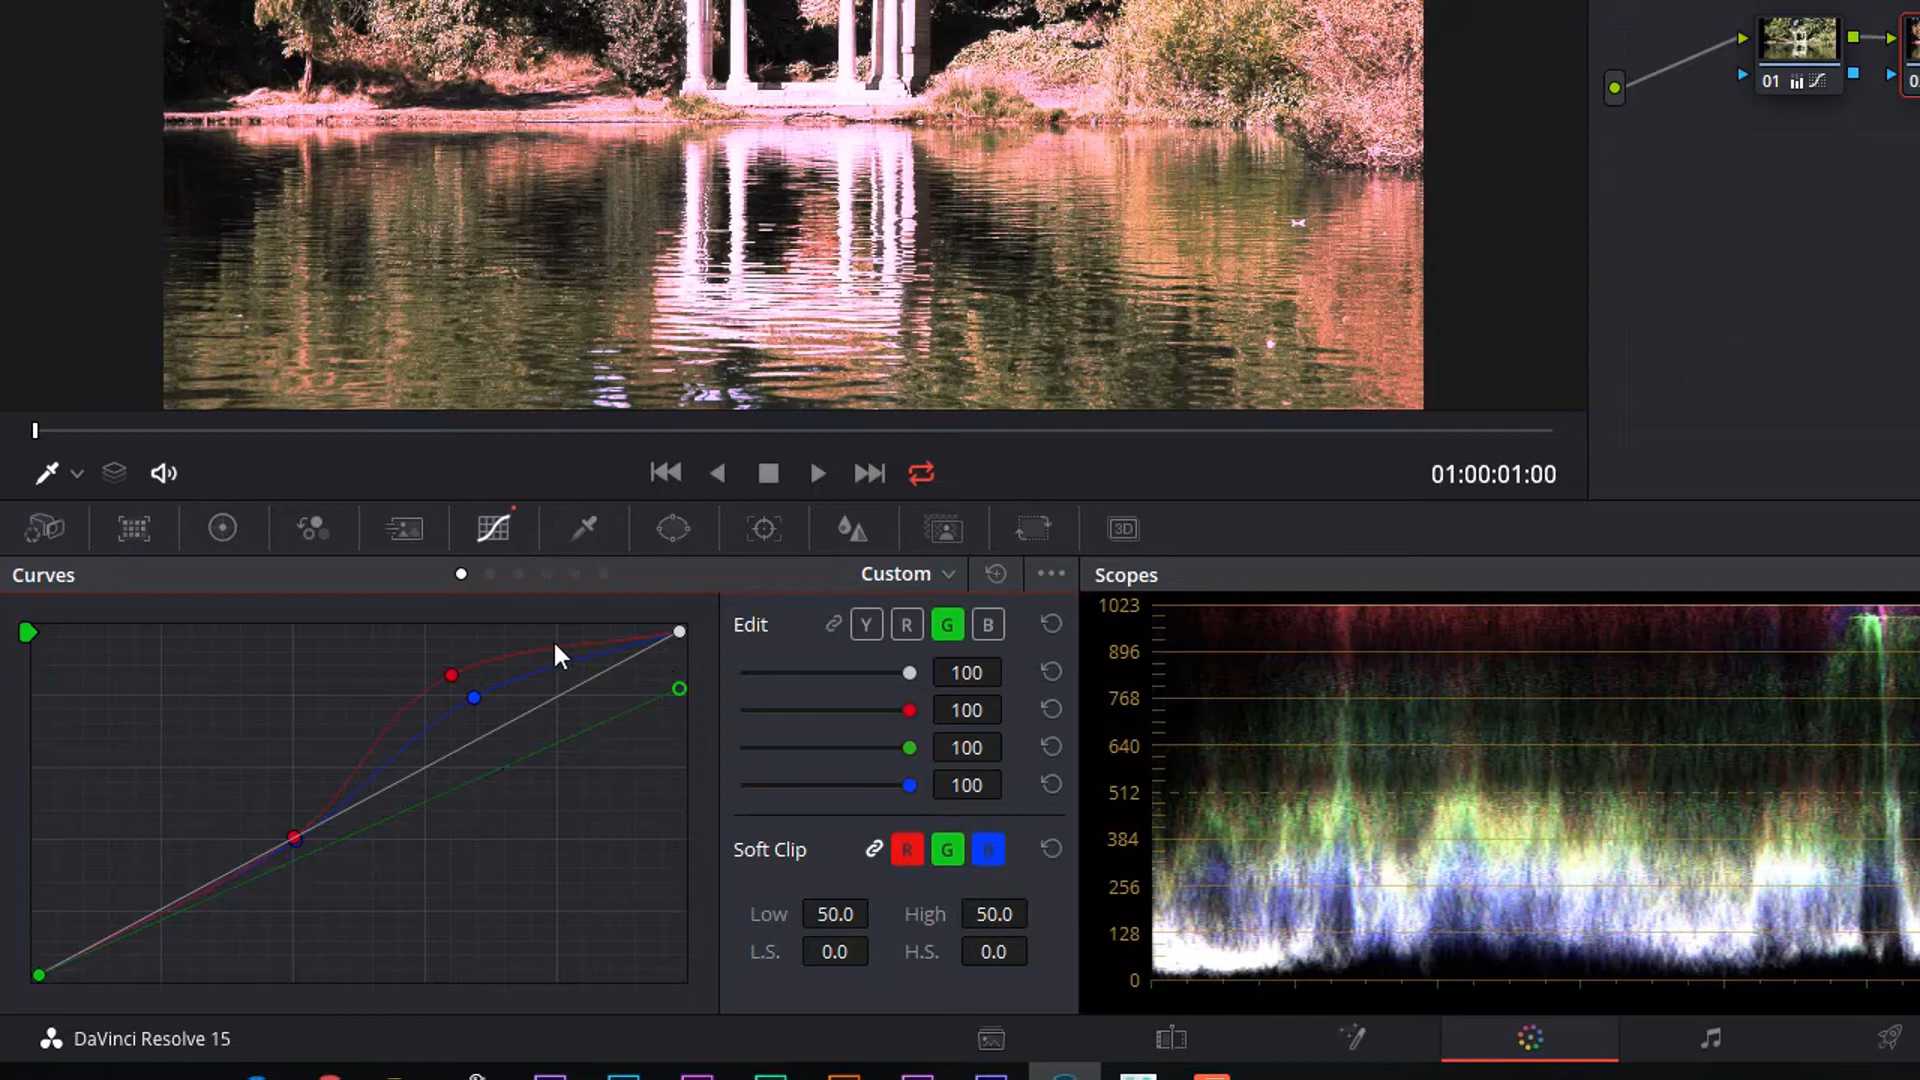 01
0
01:00:01:00
3D
Curves
Custom
Scopes
Edit
Y
R
G
B
100
100
100
100
Soft Clip
R
G
B
Low 50.0 High 50.0
L.S. 0.0 H.S. 0.0
1023
896
768
640
512
384
256
128
0
DaVinci Resolve 15